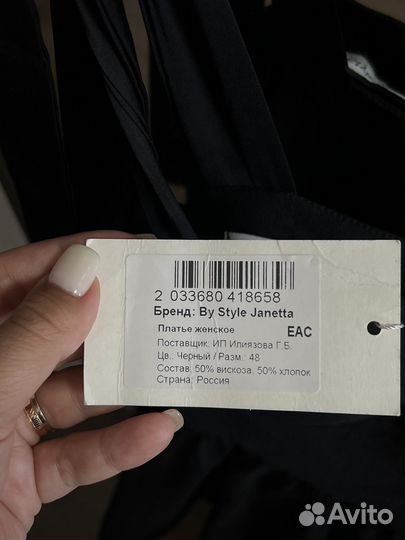 2 033680 418658
Бренд: By Style Janetta
Платье женское
EAC
Поставщик: ИП Илиязова Г.Б.
Цв.: Черный / Разм.: 48
Состав: 50% вискоза, 50% хлопок
Страна: Россия
Avito